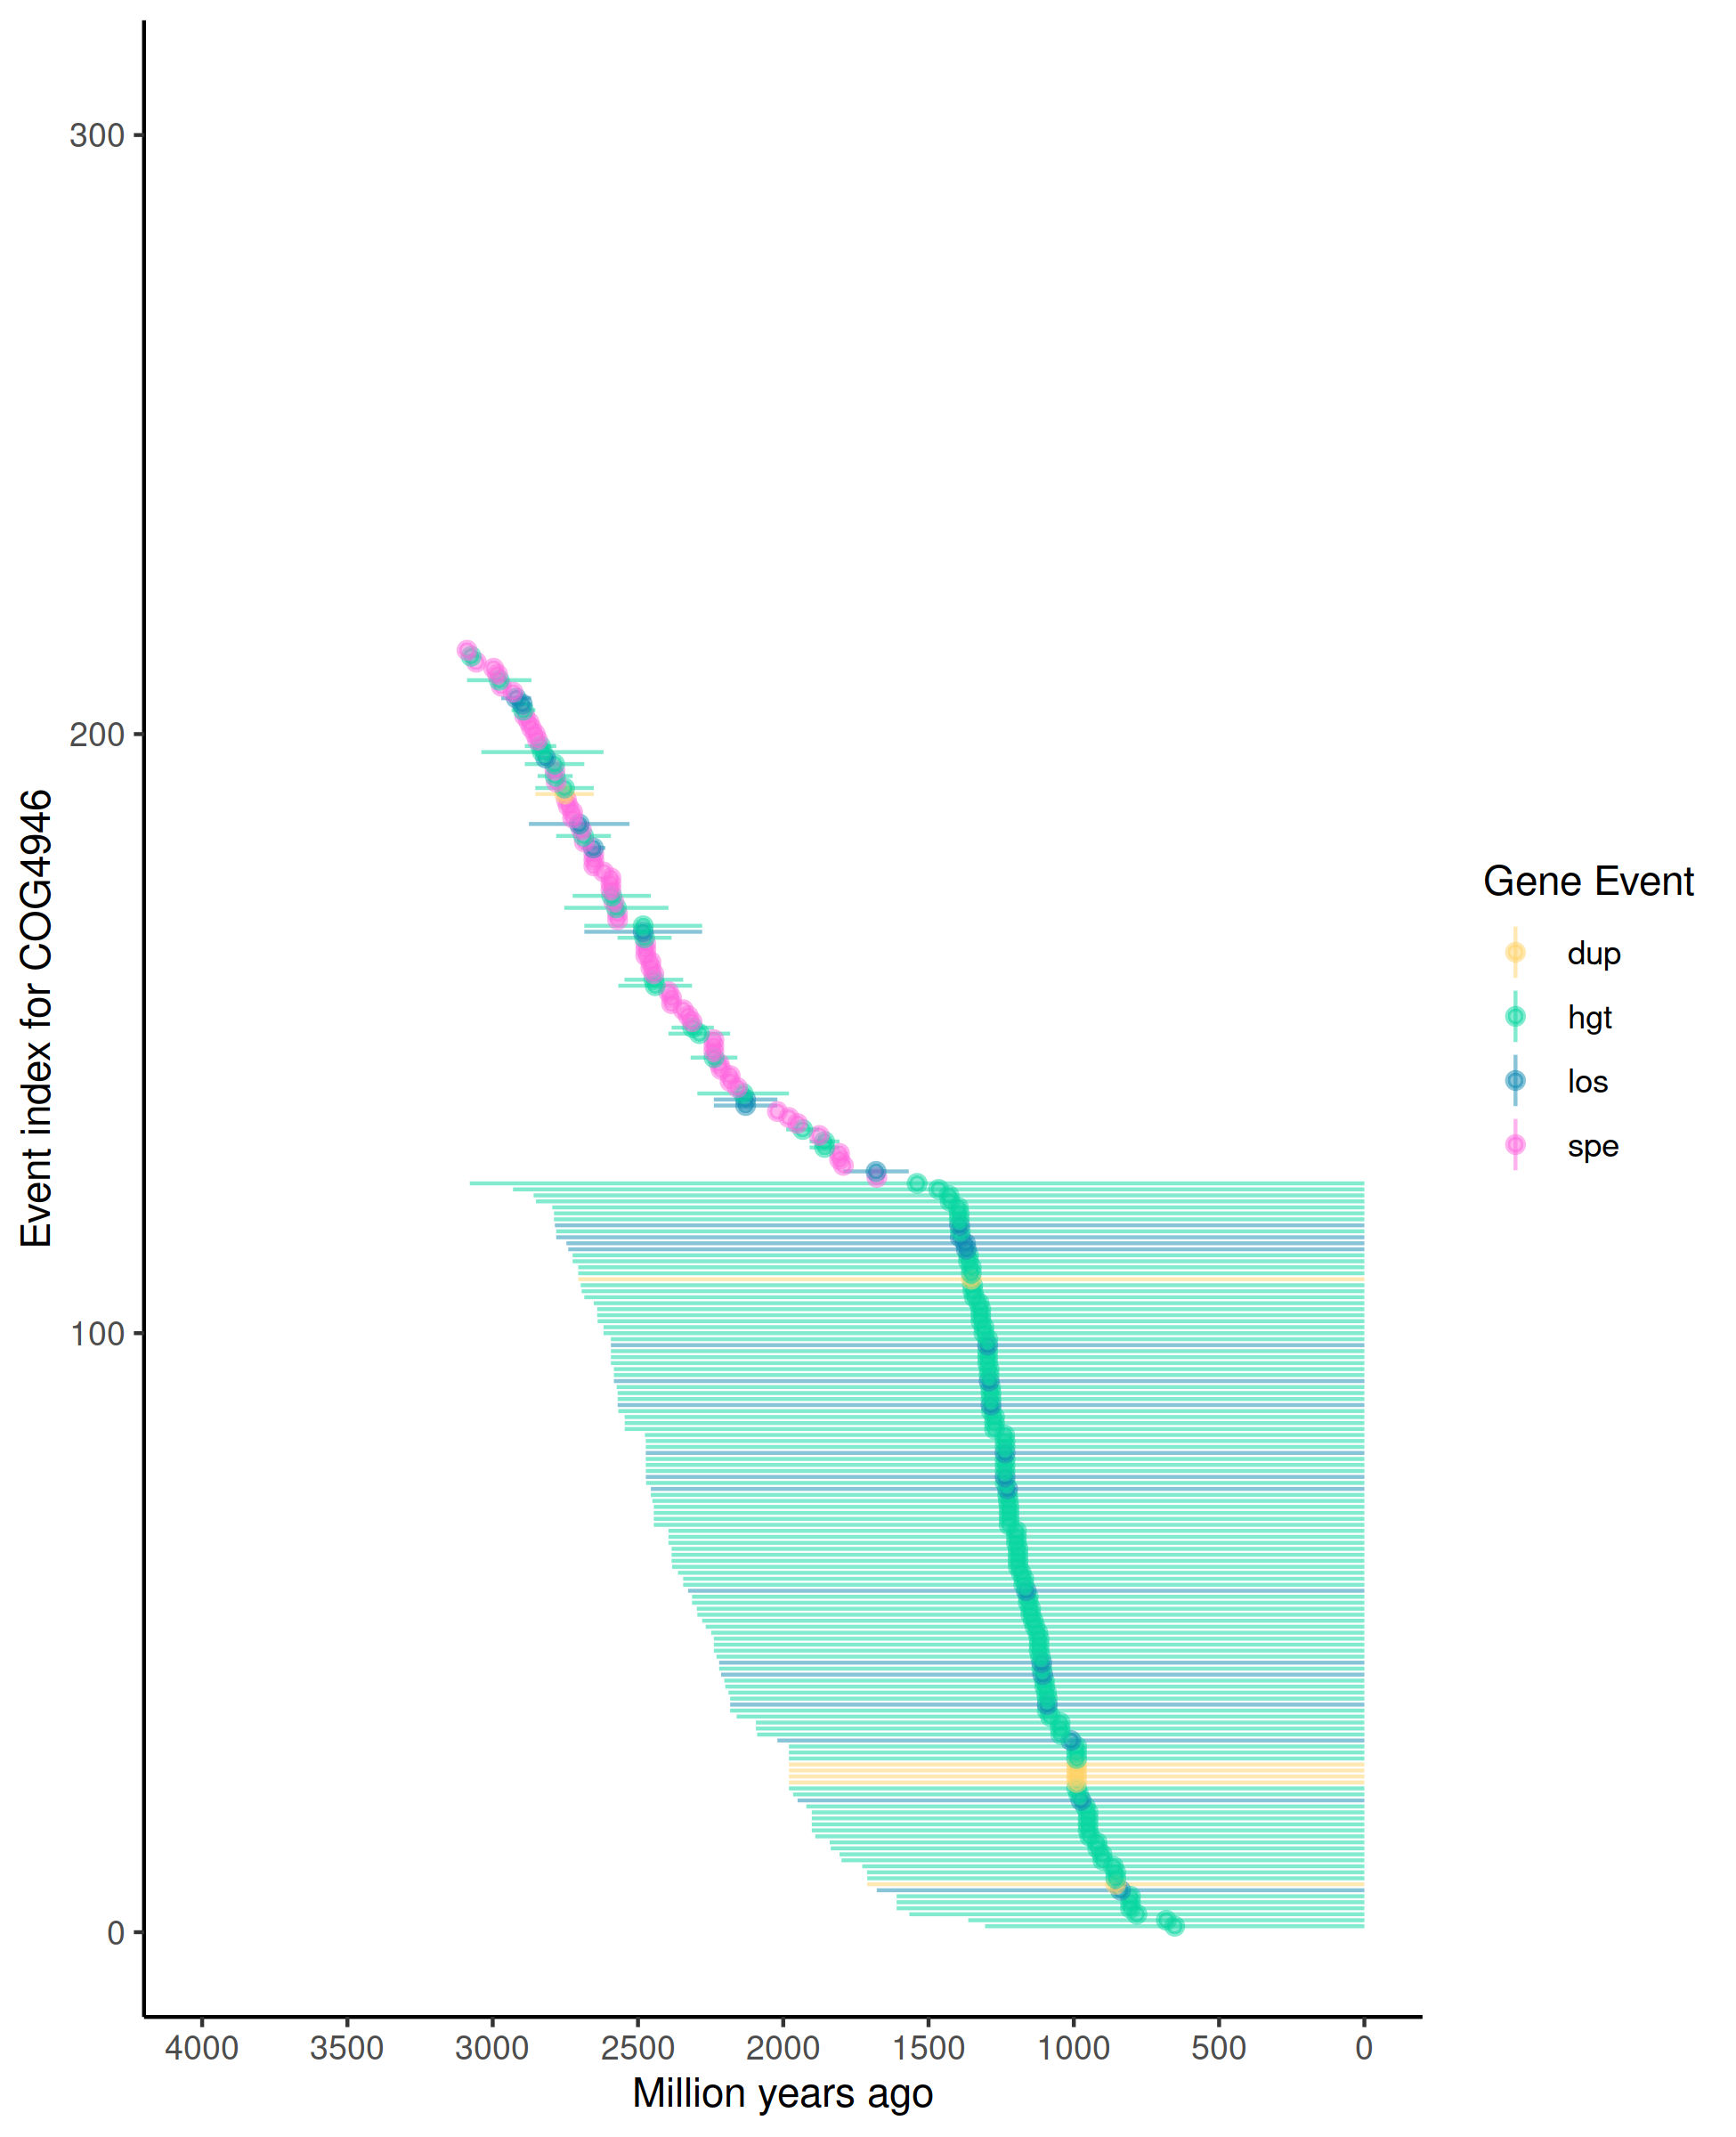 300
200
100
0
Event index for COG4946
4000 3500 3000 2500 2000 1500 1000 500 0
Million years ago
Gene Event
dup
hgt
los
spe